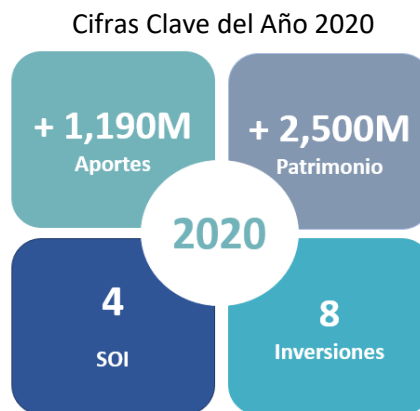 Cifras Clave del Año 2020
+ 1,190M
Aportes
+ 2,500M
Patrimonio
2020
4
SOI
8
Inversiones